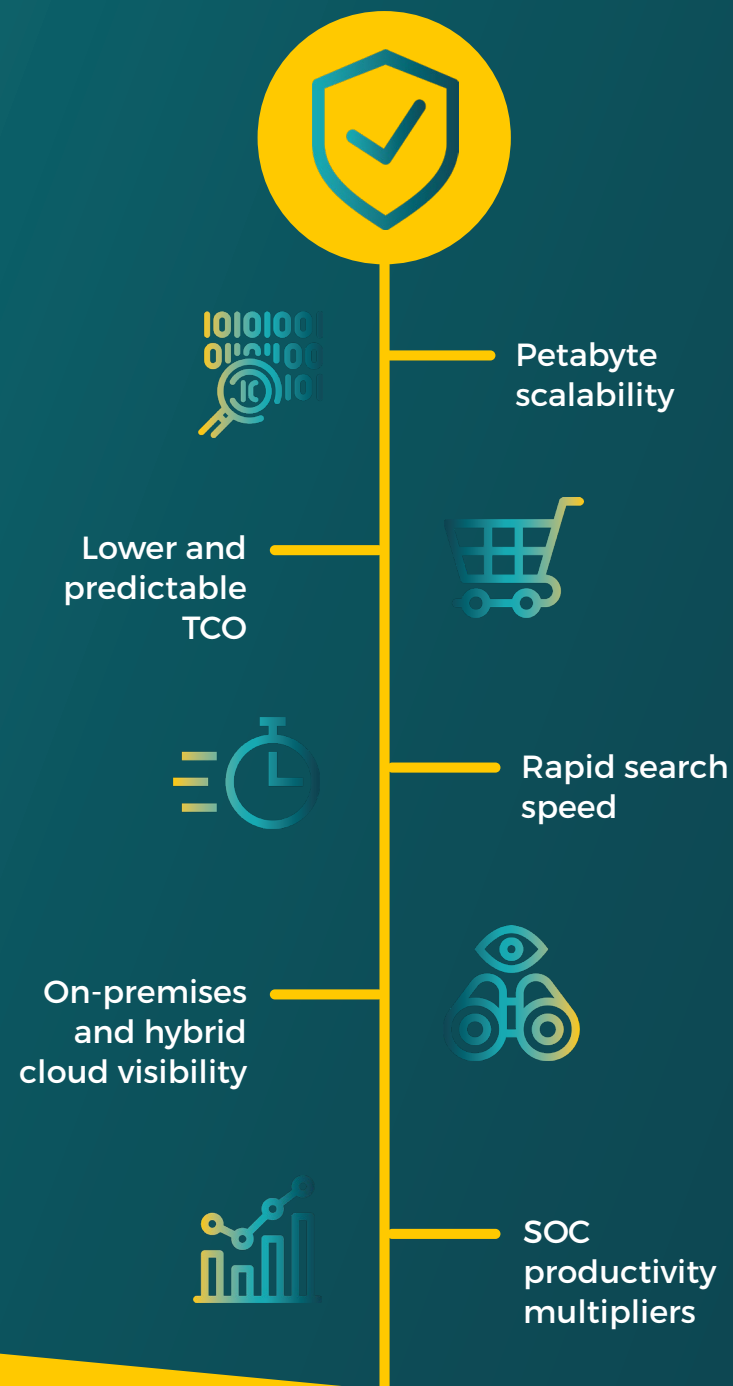 Petabyte
scalability
Lower and
predictable
TCO
Rapid search
speed
On-premises
and hybrid
cloud visibility
SOC
productivity
multipliers